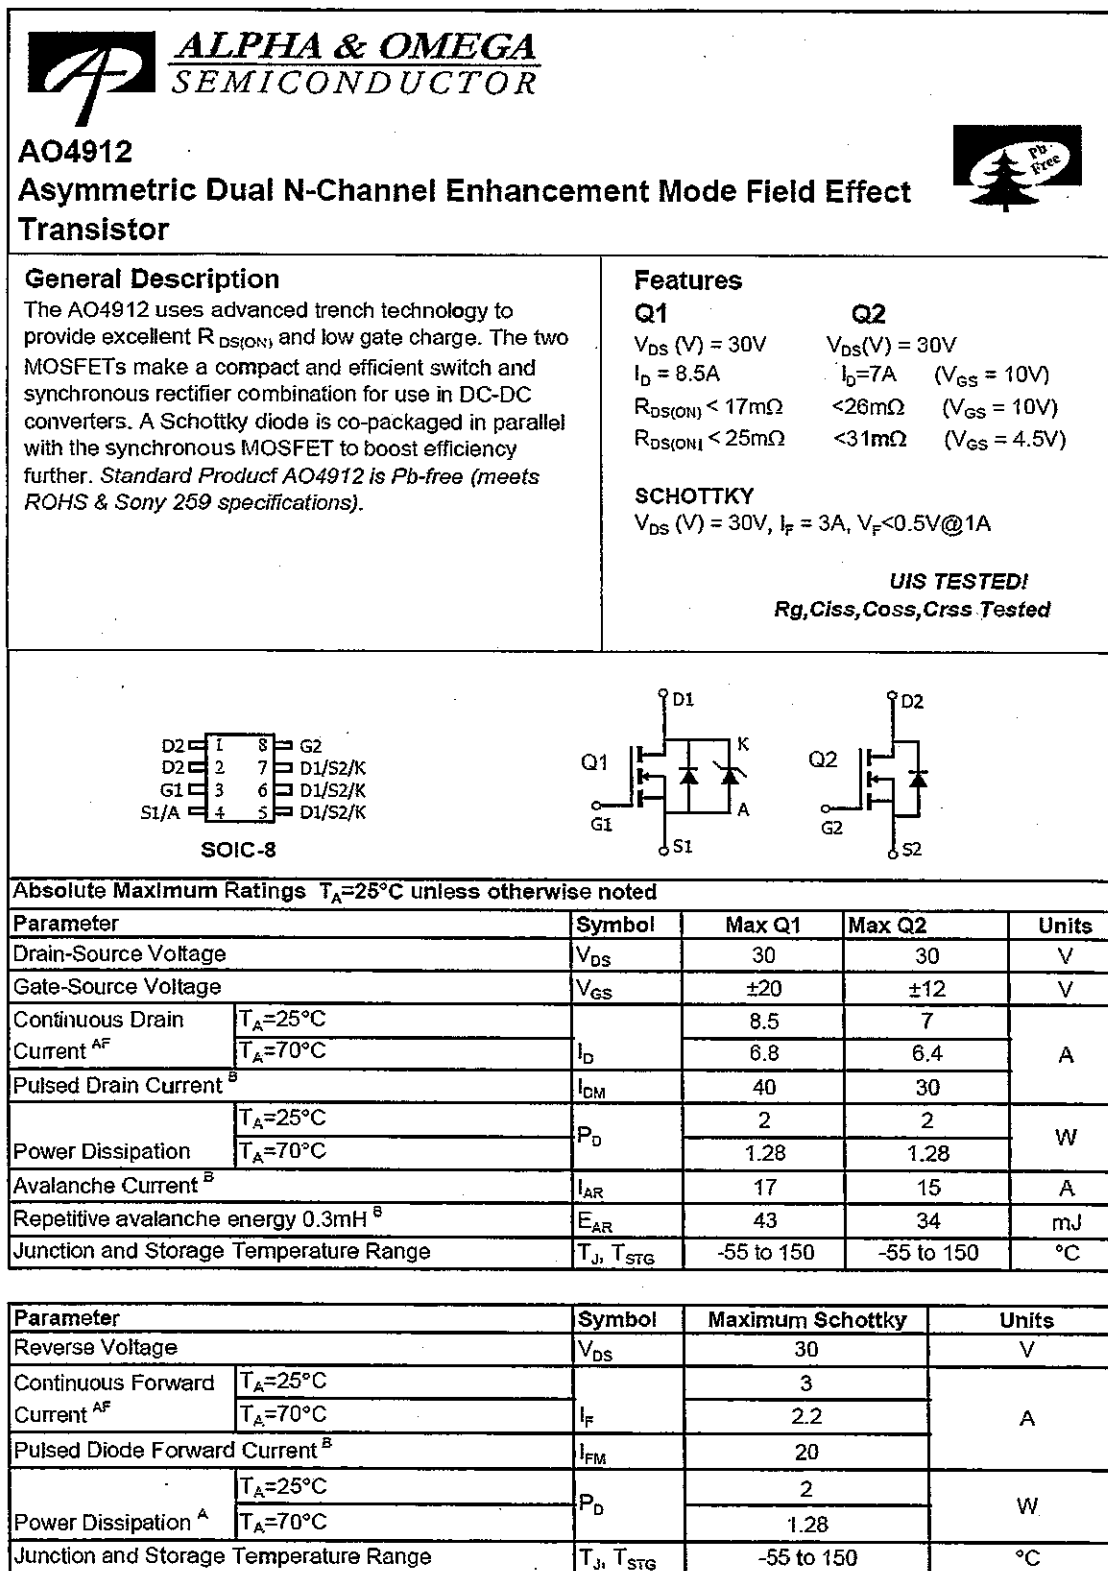 ALPHA & OMEGA
SEMICONDUCTOR
AO4912
Asymmetric Dual N-Channel Enhancement Mode Field Effect
Transistor
Pb-
Free
General Description
The AO4912 uses advanced trench technology to
provide excellent R DS(ON) and low gate charge. The two
MOSFETs make a compact and efficient switch and
synchronous rectifier combination for use in DC-DC
converters. A Schottky diode is co-packaged in parallel
with the synchronous MOSFET to boost efficiency
further. Standard Product AO4912 is Pb-free (meets
ROHS & Sony 259 specifications).
Features
Q1 Q2
VDS (V) = 30V VDS(V) = 30V
ID = 8.5A ID=7A (VGS = 10V)
RDS(ON) < 17mΩ <26mΩ (VGS = 10V)
RDS(ON) < 25mΩ <31mΩ (VGS = 4.5V)
SCHOTTKY
VDS (V) = 30V, IF = 3A, VF<0.5V@1A
UIS TESTED!
Rg,Ciss,Coss,Crss Tested
D2 1 8 G2
D2 2 7 D1/S2/K
G1 3 6 D1/S2/K
S1/A 4 5 D1/S2/K
SOIC-8
D1
Q1
K
A
G1
S1
D2
Q2
G2
S2
Absolute Maximum Ratings TA=25°C unless otherwise noted
Parameter Symbol Max Q1 Max Q2 Units
Drain-Source Voltage VDS 30 30 V
Gate-Source Voltage VGS ±20 ±12 V
Continuous Drain TA=25°C 8.5 7
Current AF TA=70°C ID 6.8 6.4 A
Pulsed Drain Current B IDM 40 30
TA=25°C PD 2 2 W
Power Dissipation TA=70°C 1.28 1.28
Avalanche Current B IAR 17 15 A
Repetitive avalanche energy 0.3mH B EAR 43 34 mJ
Junction and Storage Temperature Range TJ, TSTG -55 to 150 -55 to 150 °C
Parameter Symbol Maximum Schottky Units
Reverse Voltage VDS 30 V
Continuous Forward TA=25°C 3
Current AF TA=70°C IF 2.2 A
Pulsed Diode Forward Current B IFM 20
TA=25°C PD 2 W
Power Dissipation A TA=70°C 1.28
Junction and Storage Temperature Range TJ, TSTG -55 to 150 °C